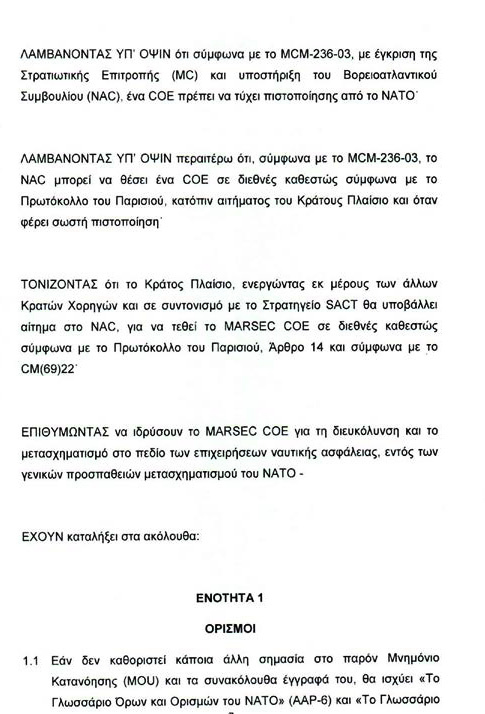 ΛΑΜΒΑΝΟΝΤΑΣ ΥΠ' ΟΨΙΝ ότι σύμφωνα με το MCM-236-03, με έγκριση της
Στρατιωτικής Επιτροπής (MC) και υποστήριξη του Βορειοατλαντικού
Συμβουλίου (NAC), ένα COE πρέπει να τύχει πιστοποίησης από το ΝΑΤΟ˙
ΛΑΜΒΑΝΟΝΤΑΣ ΥΠ' ΟΨΙΝ περαιτέρω ότι, σύμφωνα με το MCM-236-03, το
NAC μπορεί να θέσει ένα COE σε διεθνές καθεστώς σύμφωνα με το
Πρωτόκολλο του Παρισιού, κατόπιν αιτήματος του Κράτους Πλαίσιο και όταν
φέρει σωστή πιστοποίηση˙
ΤΟΝΙΖΟΝΤΑΣ ότι το Κράτος Πλαίσιο, ενεργώντας εκ μέρους των άλλων
Κρατών Χορηγών και σε συντονισμό με το Στρατηγείο SACT θα υποβάλλει
αίτημα στο NAC, για να τεθεί το MARSEC COE σε διεθνές καθεστώς
σύμφωνα με το Πρωτόκολλο του Παρισιού, Άρθρο 14 και σύμφωνα με το
CM(69)22˙
ΕΠΙΘΥΜΩΝΤΑΣ να ιδρύσουν το MARSEC COE για τη διευκόλυνση και το
μετασχηματισμό στο πεδίο των επιχειρήσεων ναυτικής ασφάλειας, εντός των
γενικών προσπαθειών μετασχηματισμού του ΝΑΤΟ -
ΕΧΟΥΝ καταλήξει στα ακόλουθα:
ΕΝΟΤΗΤΑ 1
ΟΡΙΣΜΟΙ
1.1 Εάν δεν καθοριστεί κάποια άλλη σημασία στο παρόν Μνημόνιο
Κατανόησης (MOU) και τα συνακόλουθα έγγραφά του, θα ισχύει «Το
Γλωσσάριο Όρων και Ορισμών του ΝΑΤΟ» (AAP-6) και «Το Γλωσσάριο